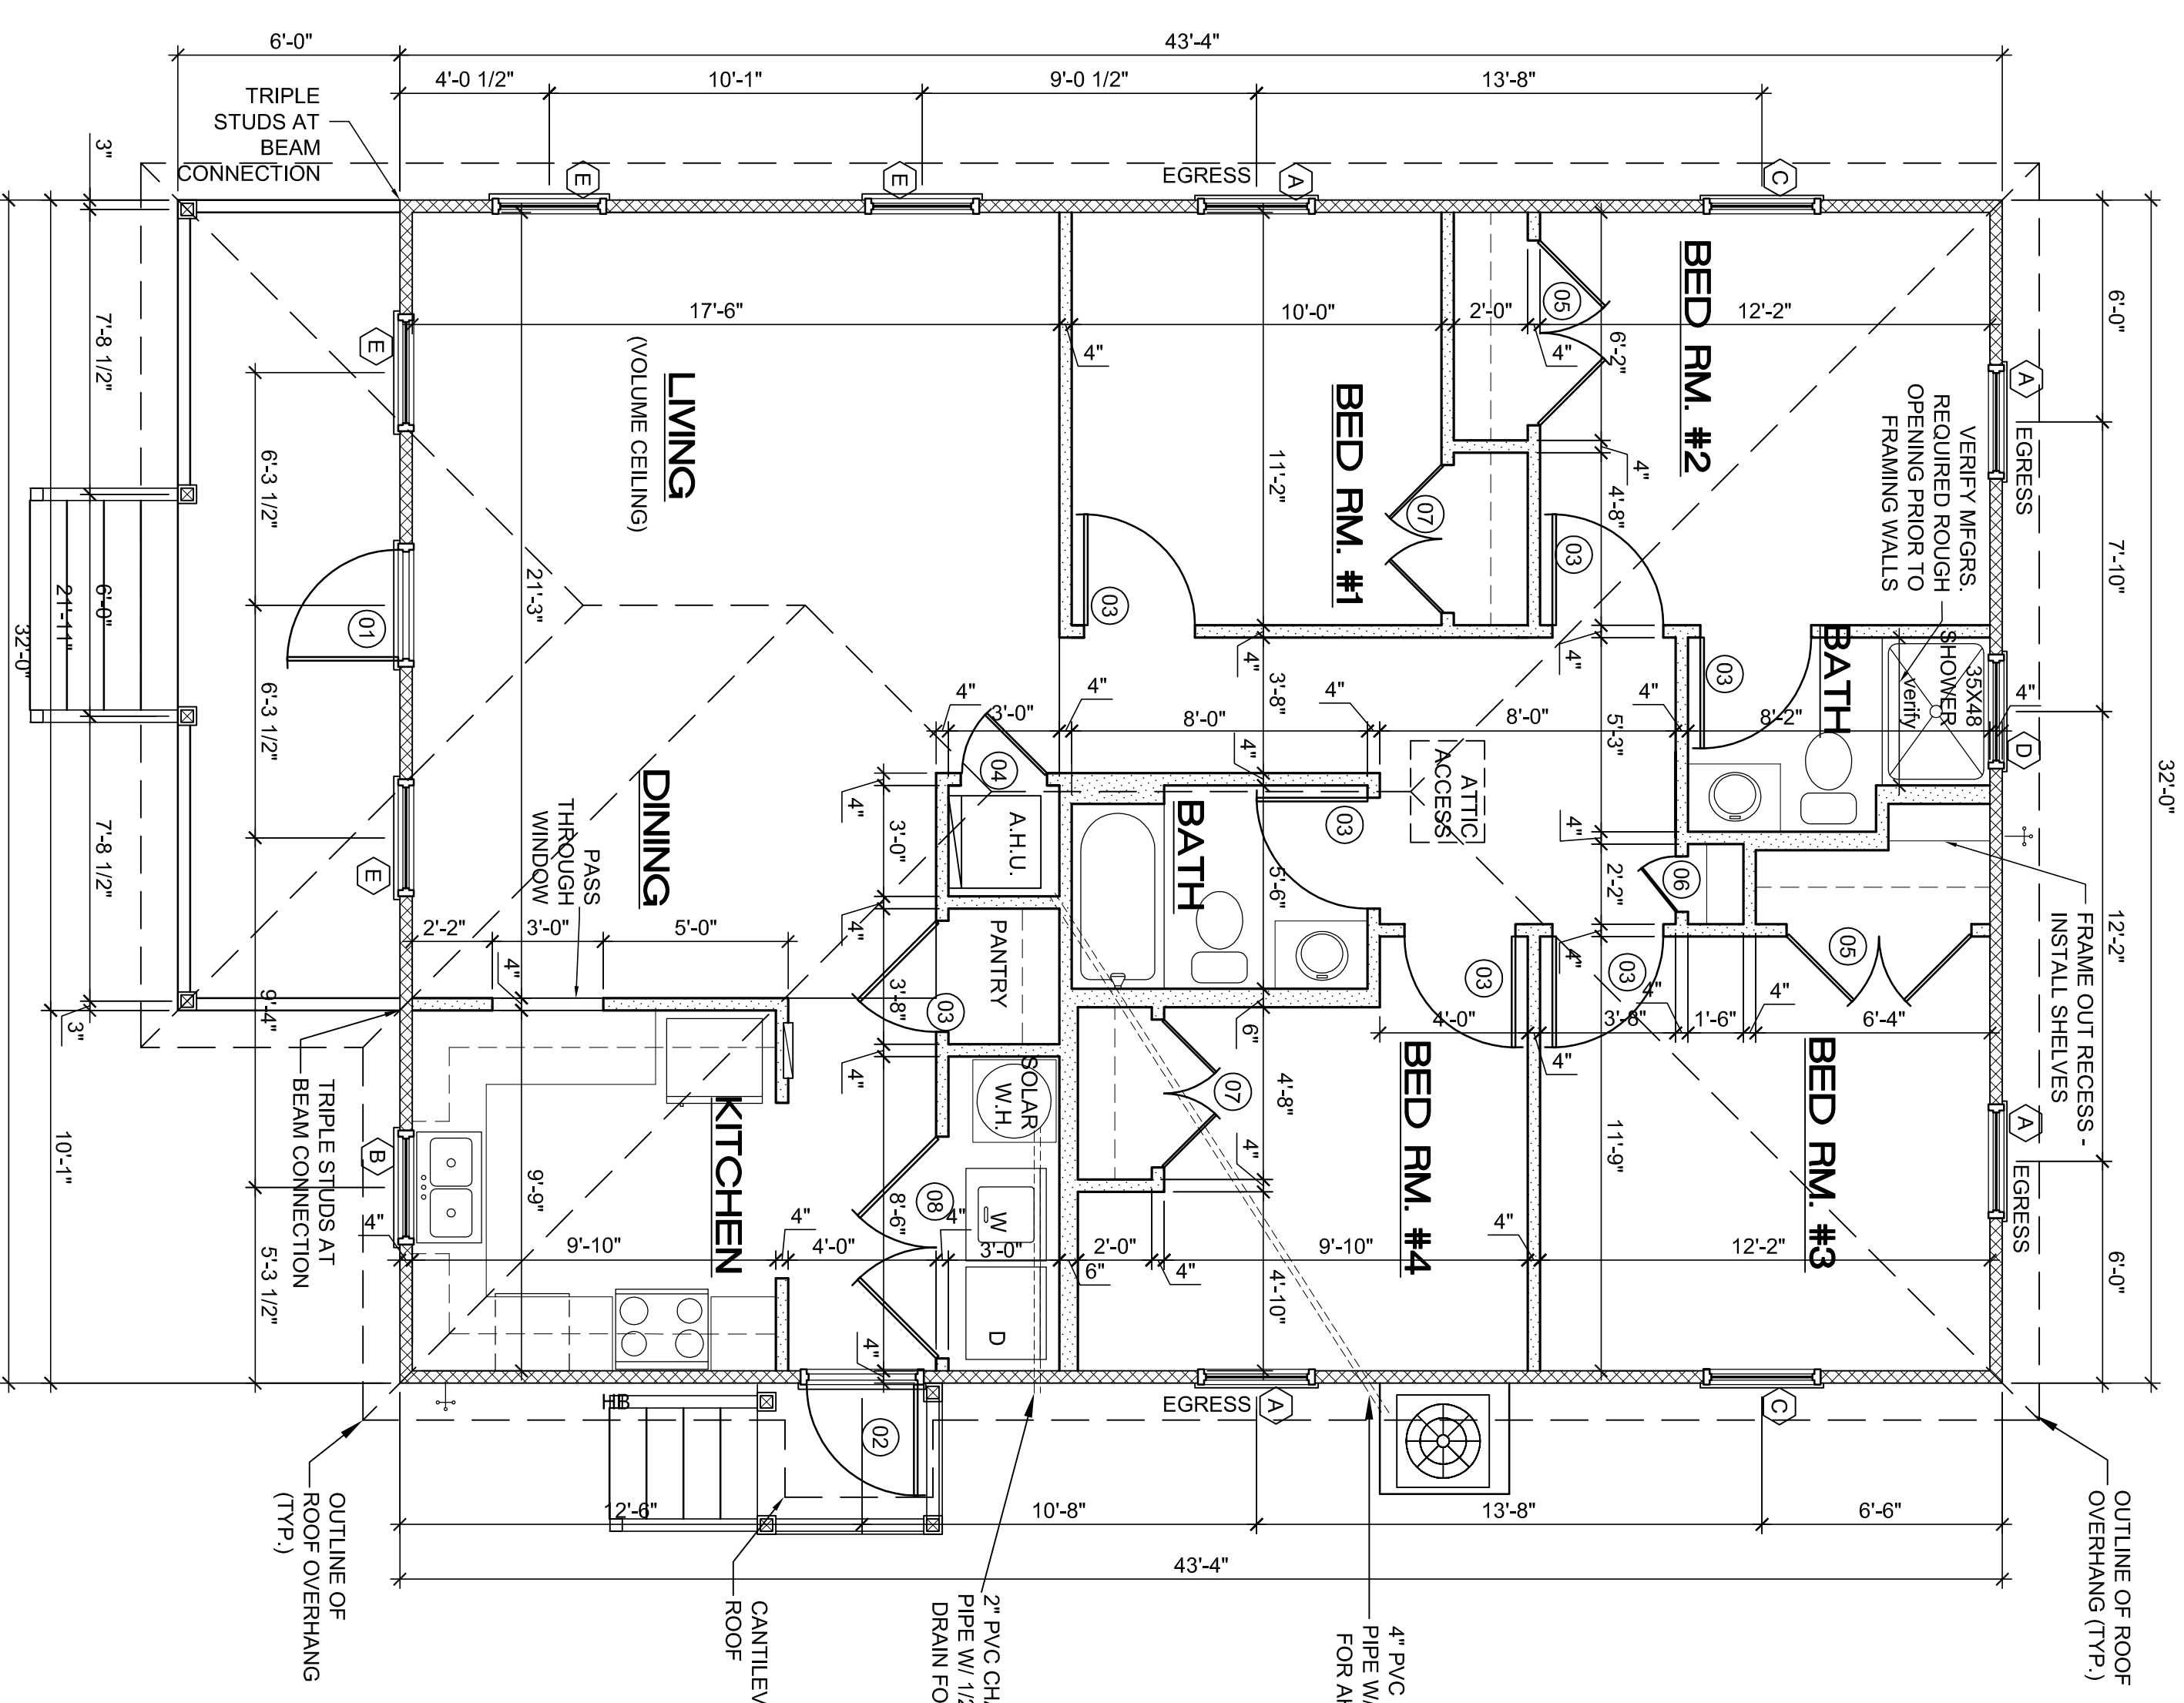 6'-0"
43'-4"
4'-0 1/2"
10'-1"
9'-0 1/2"
13'-8"
TRIPLE
STUDS AT
BEAM
CONNECTION
3"
E
E
EGRESS
A
C
6'-0"
7'-10"
12'-2"
6'-0"
32'-0"
A
EGRESS
D
A
EGRESS
VERIFY MFGRS.
REQUIRED ROUGH
OPENING PRIOR TO
FRAMING WALLS
17'-6"
4"
10'-0"
2'-0"
4"
12'-2"
05
6'-2"
BED RM. #2
4"
4'-8"
LIVING
(VOLUME CEILING)
BED RM. #1
11'-2"
07
03
03
E
7'-8 1/2"
6'-3 1/2"
21'-3"
01
6'-0"
21'-11"
32'-0"
6'-3 1/2"
7'-8 1/2"
E
4"
3'-8"
4"
4"
4"
4"
3'-0"
8'-0"
8'-0"
5'-3"
4"
8'-2"
4"
BATH
03
35X48
SHOWER
verify
04
4"
ATTIC
ACCESS
DINING
PASS
THROUGH
WINDOW
4"
3'-0"
A.H.U.
BATH
03
5'-6"
4"
2'-2"
06
FRAME OUT RECESS -
INSTALL SHELVES
05
2'-2"
3'-0"
5'-0"
4"
4"
PANTRY
03
3'-8"
4"
03
03
4"
4"
4"
4'-0"
4"
3'-8"
1'-6"
6'-4"
6"
9'-4"
3"
10'-1"
5'-3 1/2"
TRIPLE STUDS AT
BEAM CONNECTION
B
4"
KITCHEN
9'-9"
9'-10"
4"
4'-0"
4"
3'-0"
6"
2'-0"
4"
9'-10"
4"
12'-2"
SOLAR
W.H.
W
D
08
8'-6"
4"
07
4'-8"
4"
4'-10"
BED RM. #4
BED RM. #3
11'-9"
HB
02
EGRESS
A
C
12'-6"
10'-8"
13'-8"
6'-6"
43'-4"
OUTLINE OF
ROOF OVERHANG
(TYP.)
CANTILEV
ROOF
2" PVC CHA
PIPE W/ 1/2
DRAIN FO
4" PVC
PIPE W/
FOR AH
OUTLINE OF ROOF
OVERHANG (TYP.)